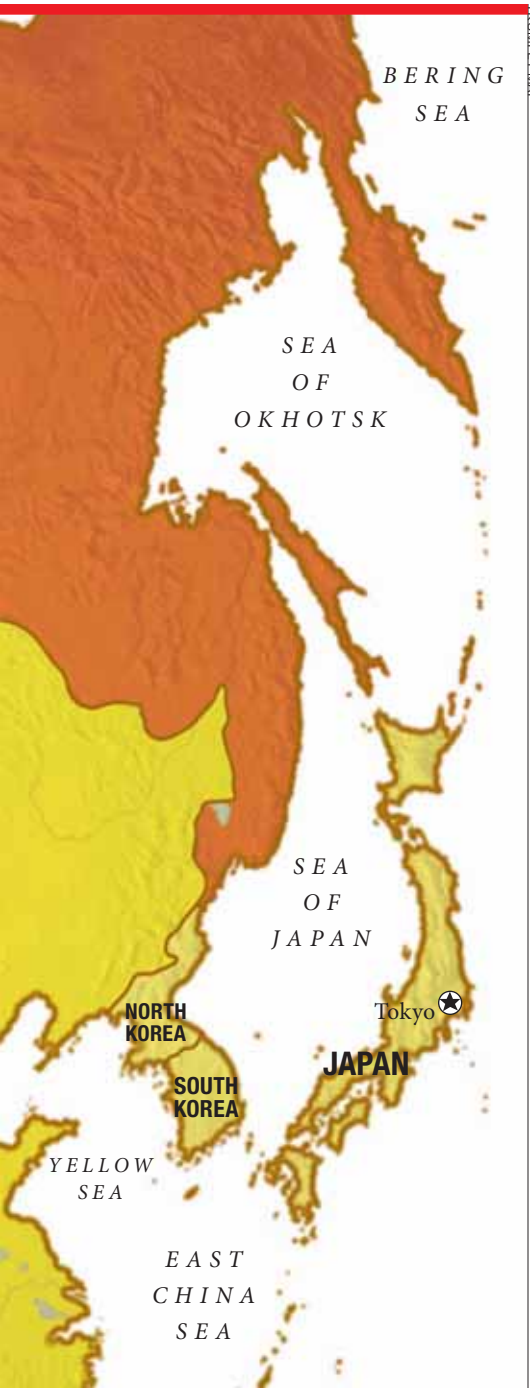 BERING
SEA
SEA
OF
OKHOTSK
SEA
OF
JAPAN
Tokyo
NORTH
KOREA
JAPAN
SOUTH
KOREA
YELLOW
SEA
EAST
CHINA
SEA